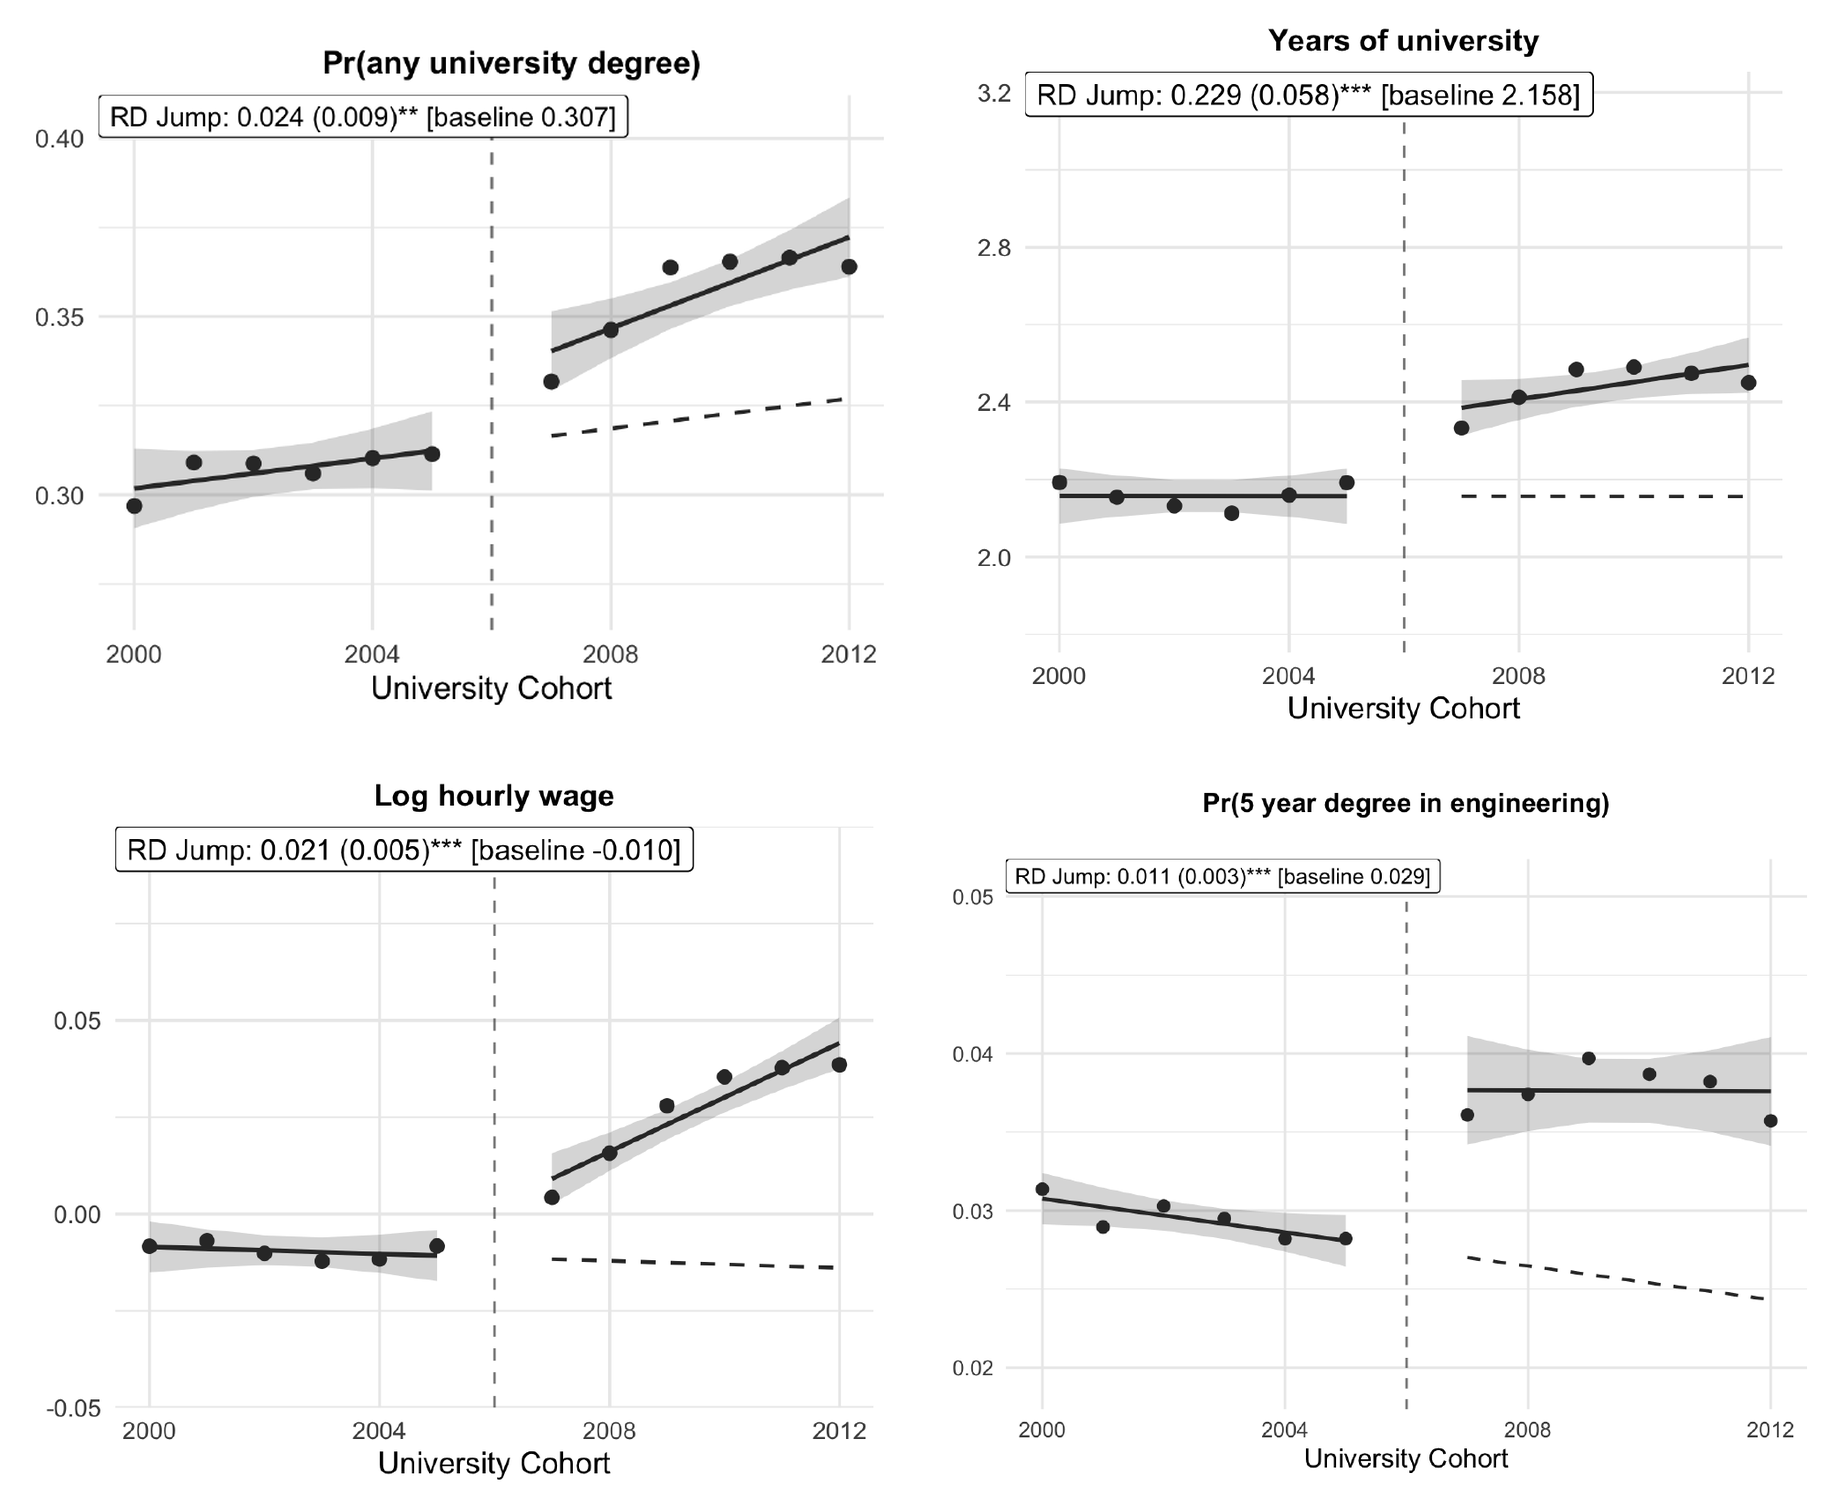 Pr(any university degree)
RD Jump: 0.024 (0.009)** [baseline 0.307]
0.40
0.35
0.30
2000 2004 2008 2012
University Cohort
Years of university
RD Jump: 0.229 (0.058)*** [baseline 2.158]
3.2
2.8
2.4
2.0
2000 2004 2008 2012
University Cohort
Log hourly wage
RD Jump: 0.021 (0.005)*** [baseline -0.010]
0.05
0.00
-0.05
2000 2004 2008 2012
University Cohort
Pr(5 year degree in engineering)
RD Jump: 0.011 (0.003)*** [baseline 0.029]
0.05
0.04
0.03
0.02
2000 2004 2008 2012
University Cohort